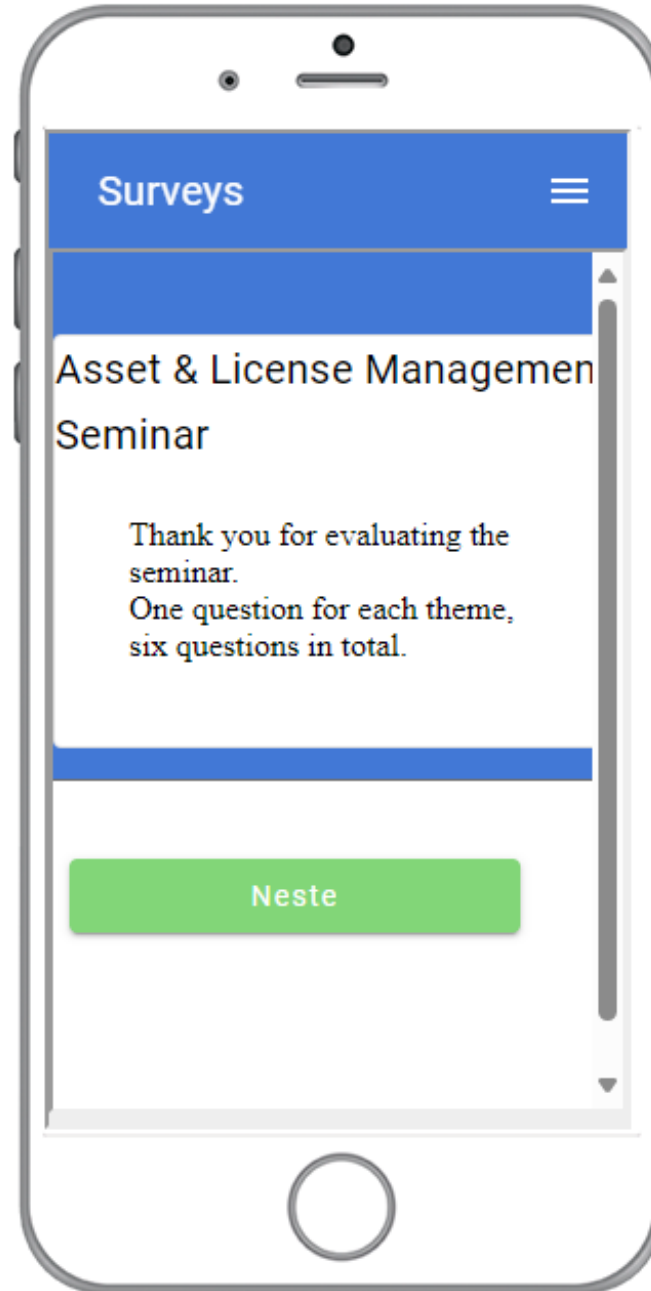 Surveys
Asset & License Managemen
Seminar
Thank you for evaluating the
seminar.
One question for each theme,
six questions in total.
Neste